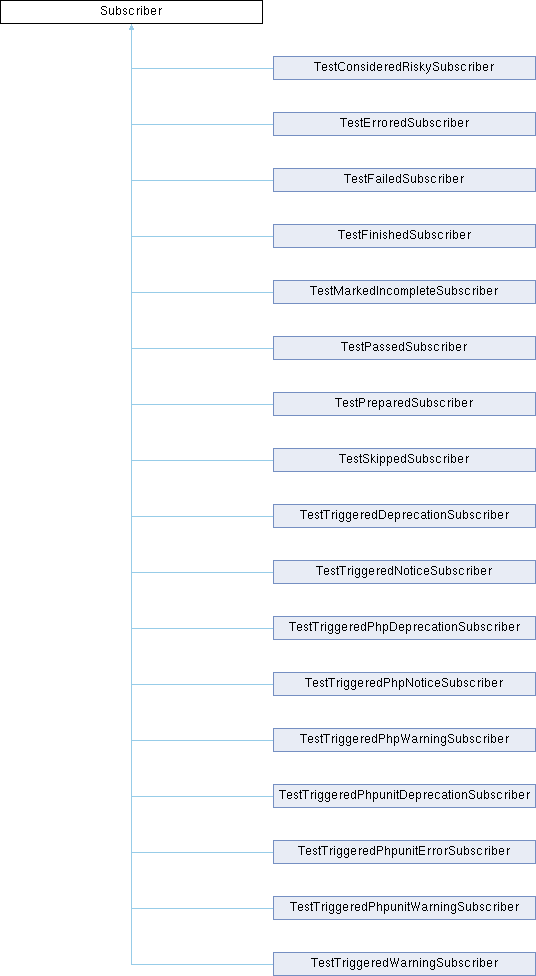 Subscriber
TestConsideredRiskySubscriber
TestErroredSubscriber
TestFailedSubscriber
TestFinishedSubscriber
TestMarkedIncompleteSubscriber
TestPassedSubscriber
TestPreparedSubscriber
TestSkippedSubscriber
TestTriggeredDeprecationSubscriber
TestTriggeredNoticeSubscriber
TestTriggeredPhpDeprecationSubscriber
TestTriggeredPhpNoticeSubscriber
TestTriggeredPhpWarningSubscriber
TestTriggeredPhpunitDeprecationSubscriber
TestTriggeredPhpunitErrorSubscriber
TestTriggeredPhpunitWarningSubscriber
TestTriggeredWarningSubscriber